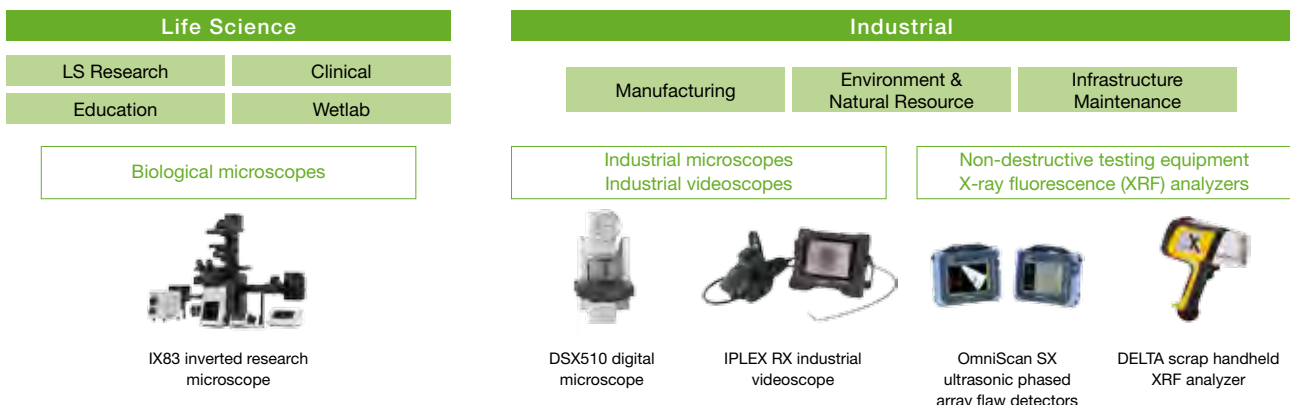 Life Science
LS Research
Clinical
Education
Wetlab
Biological microscopes
IX83 inverted research
microscope
Industrial
Manufacturing
Environment &
Natural Resource
Infrastructure
Maintenance
Industrial microscopes
Industrial videoscopes
Non-destructive testing equipment
X-ray fluorescence (XRF) analyzers
X
DSX510 digital
microscope
IPLEX RX industrial
videoscope
OmniScan SX
ultrasonic phased
array flaw detectors
DELTA scrap handheld
XRF analyzer